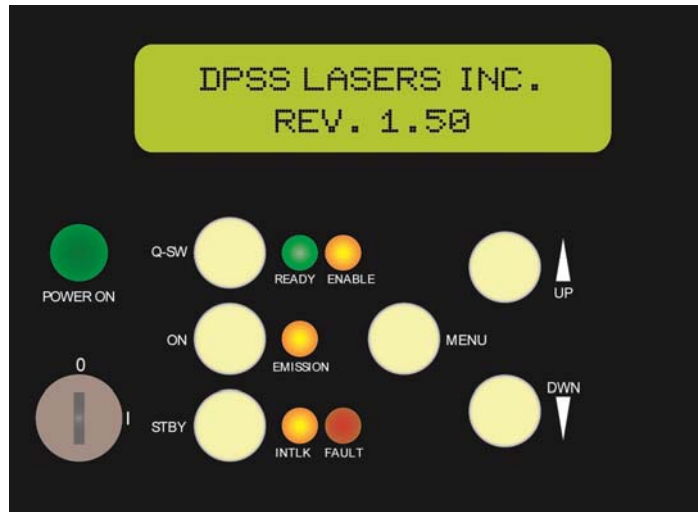 DPSS LASERS INC.
REV. 1.50
Q-SW
READY
ENABLE
UP
POWER ON
ON
EMISSION
MENU
0
I
STBY
INTLK
FAULT
DWN